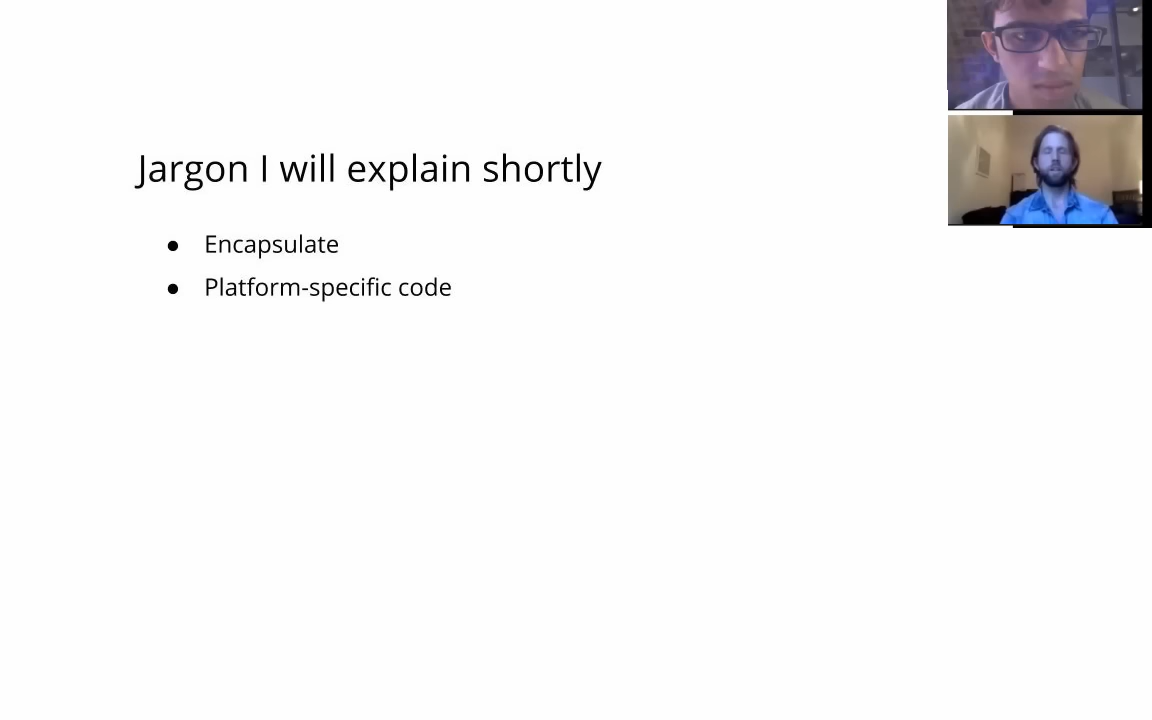 Jargon I will explain shortly
● Encapsulate
● Platform-specific code